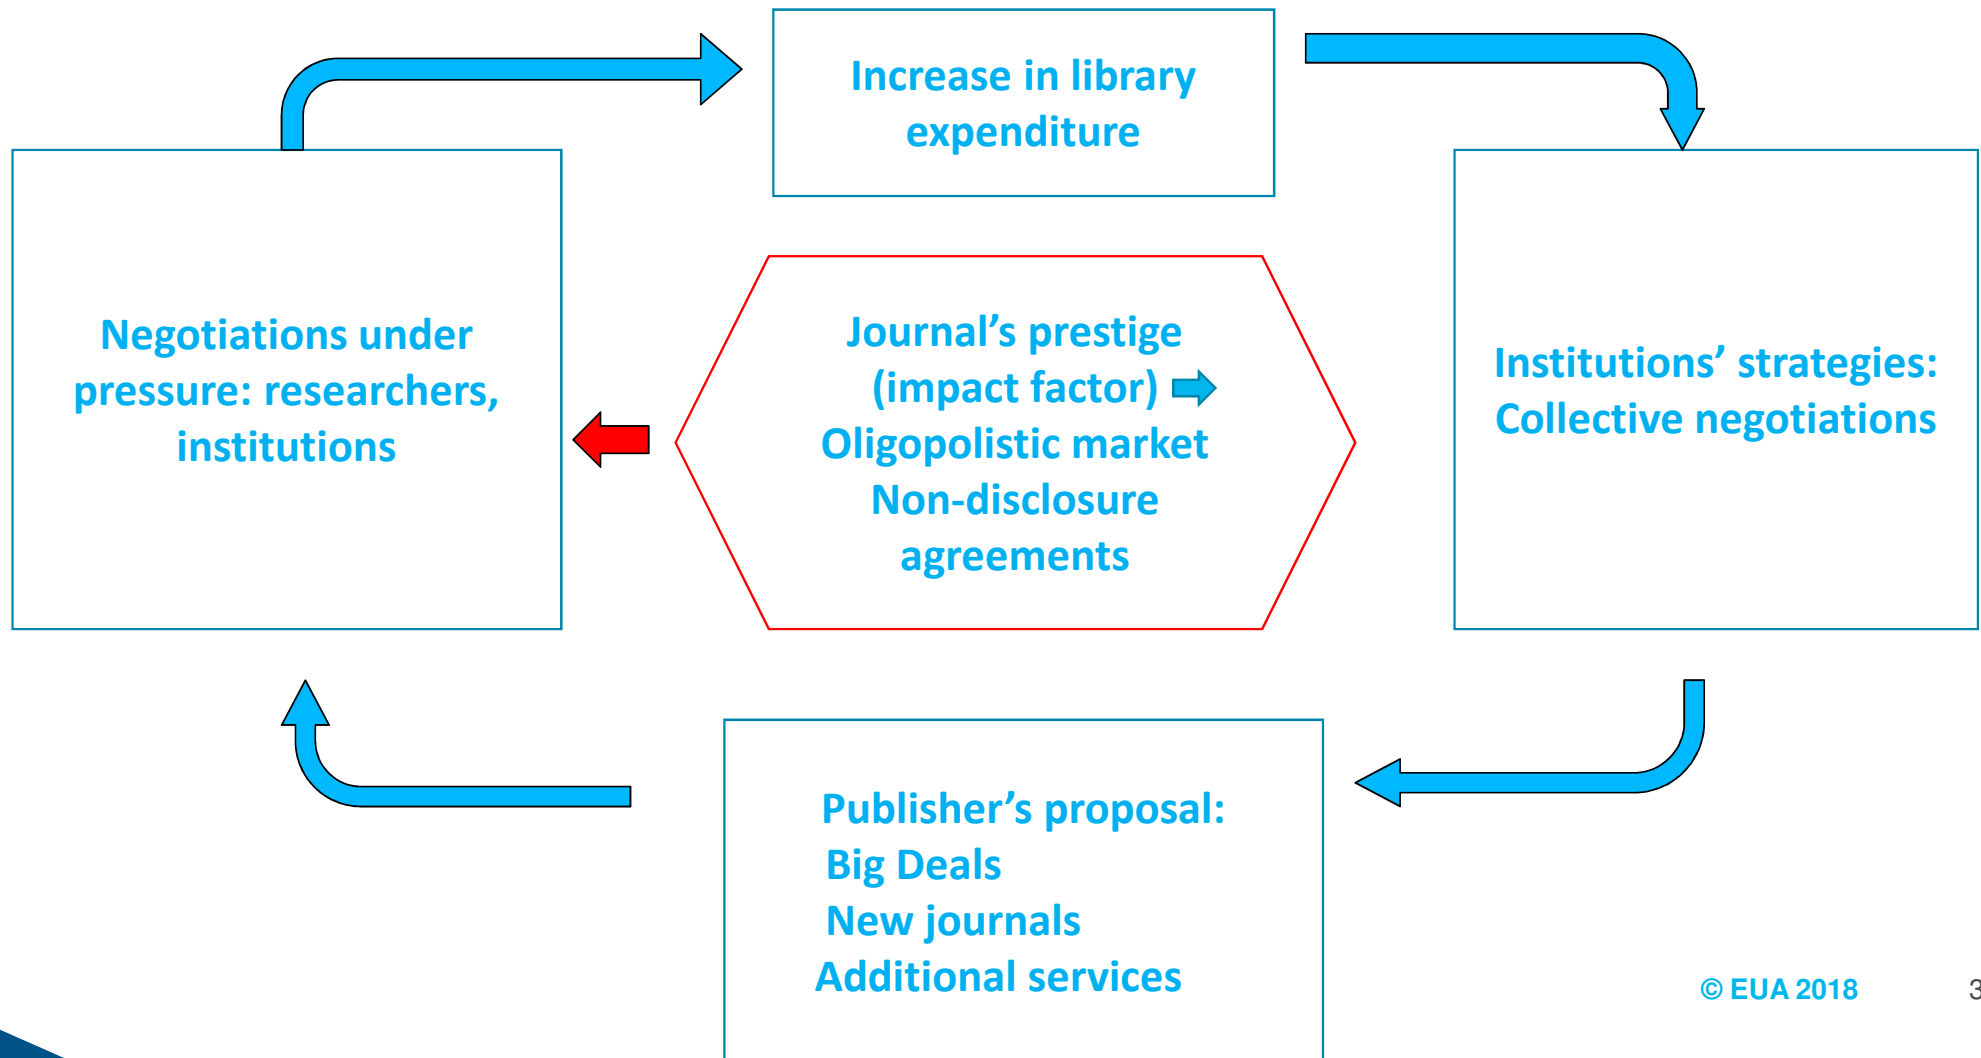 Increase in library
expenditure
Negotiations under
pressure: researchers,
institutions
Journal’s prestige
(impact factor)
Oligopolistic market
Non-disclosure
agreements
Institutions’ strategies:
Collective negotiations
Publisher’s proposal:
Big Deals
New journals
Additional services
© EUA 2018
3